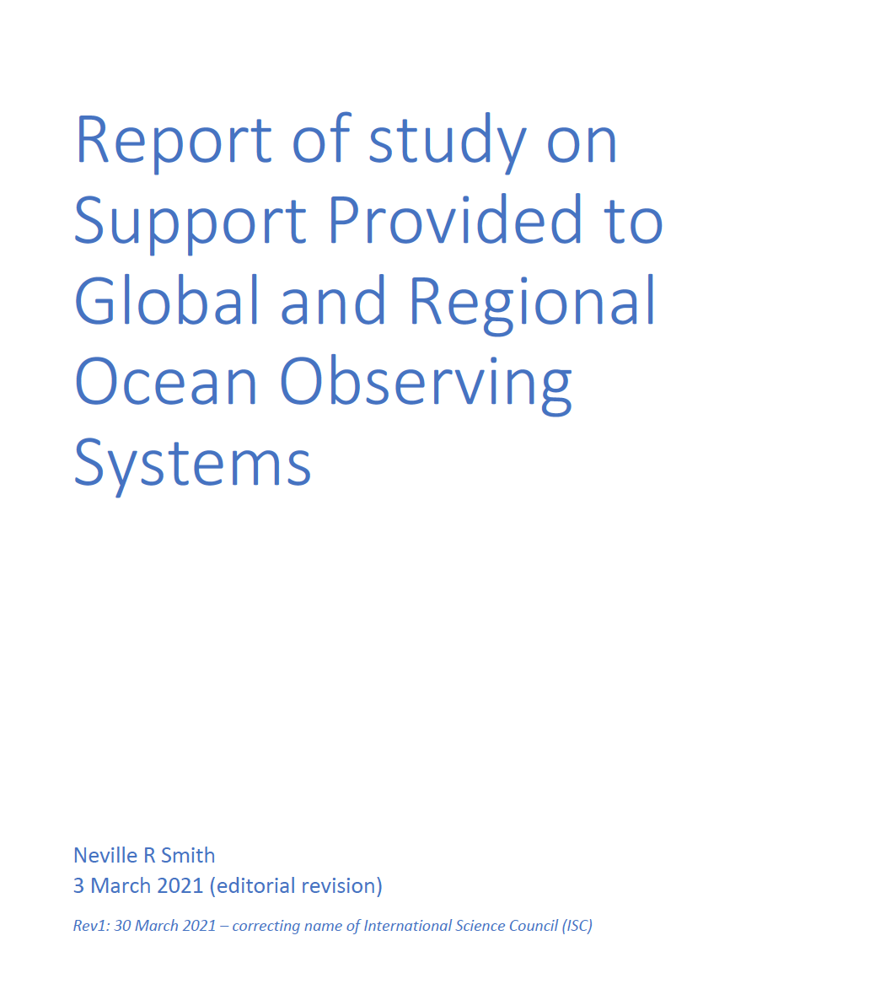 Report of study on
Support Provided to
Global and Regional
Ocean Observing
Systems
Neville R Smith
3 March 2021 (editorial revision)
Rev1: 30 March 2021 – correcting name of International Science Council (ISC)